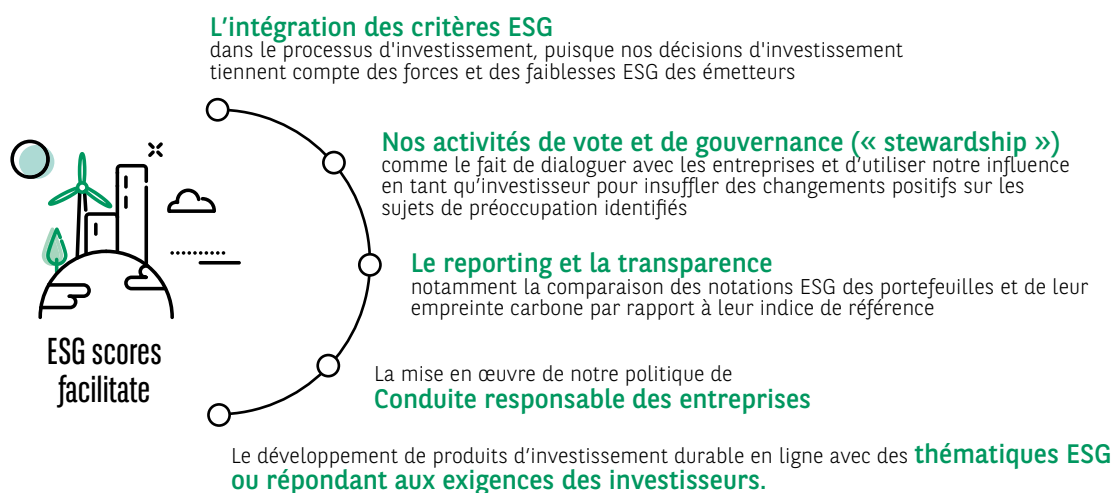 L'intégration des critères ESG
dans le processus d'investissement, puisque nos décisions d'investissement
tiennent compte des forces et des faiblesses ESG des émetteurs
Nos activités de vote et de gouvernance (« stewardship »)
comme le fait de dialoguer avec les entreprises et d'utiliser notre influence
en tant qu'investisseur pour insuffler des changements positifs sur les
sujets de préoccupation identifiés
Le reporting et la transparence
notamment la comparaison des notations ESG des portefeuilles et de leur
empreinte carbone par rapport à leur indice de référence
ESG scores
facilitate
La mise en œuvre de notre politique de
Conduite responsable des entreprises
Le développement de produits d'investissement durable en ligne avec des thématiques ESG
ou répondant aux exigences des investisseurs.